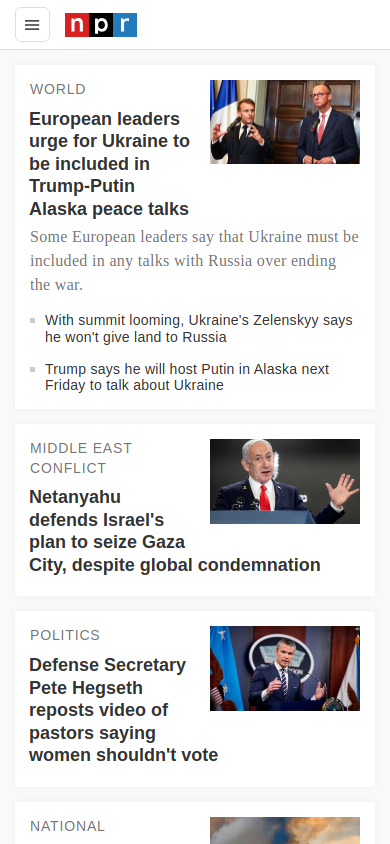 npr
WORLD
European leaders
urge for Ukraine to
be included in
Trump-Putin
Alaska peace talks
Some European leaders say that Ukraine must be
included in any talks with Russia over ending
the war.
With summit looming, Ukraine's Zelenskyy says
he won't give land to Russia
Trump says he will host Putin in Alaska next
Friday to talk about Ukraine
MIDDLE EAST
CONFLICT
Netanyahu
defends Israel's
plan to seize Gaza
City, despite global condemnation
POLITICS
Defense Secretary
Pete Hegseth
reposts video of
pastors saying
women shouldn't vote
NATIONAL